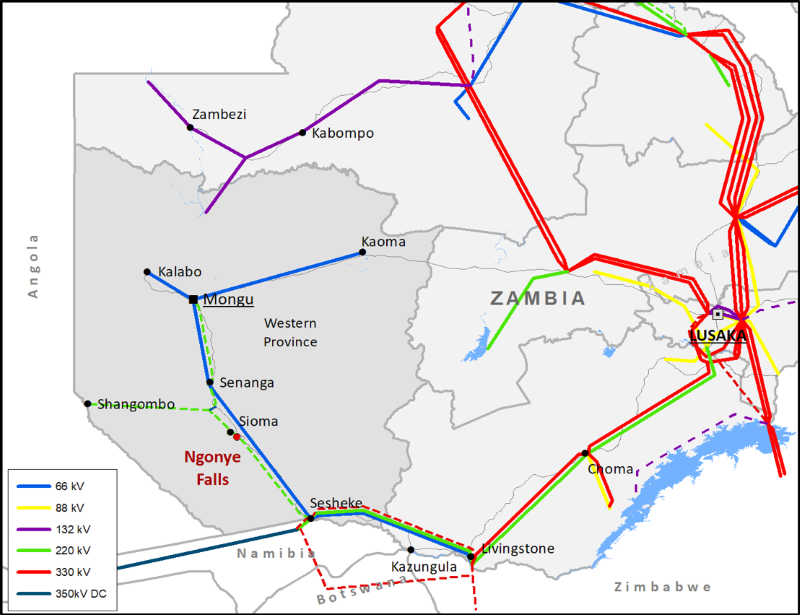 Zambezi
Kabompo
Angola
Kaoma
Kalabo
Mongu
Western
Province
ZAMBIA
Zambia
LUSAKA
Senanga
Shangombo
Sioma
Ngonye
Falls
Choma
Sesheke
Livingstone
Kazungula
Namibia
Botswana
Zimbabwe
66 kV
88 kV
132 kV
220 kV
330 kV
350kV DC